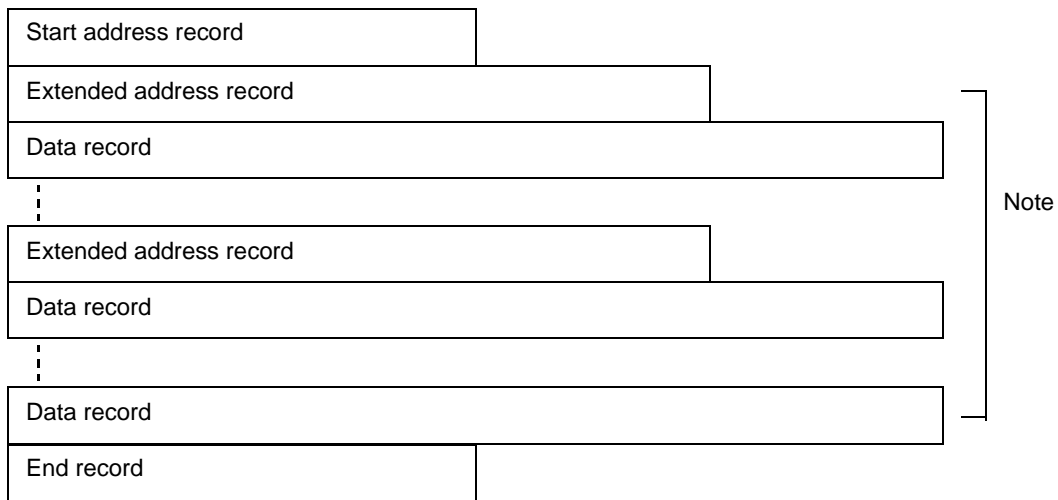 Start address record
Extended address record
Data record
Note
Extended address record
Data record
Data record
End record